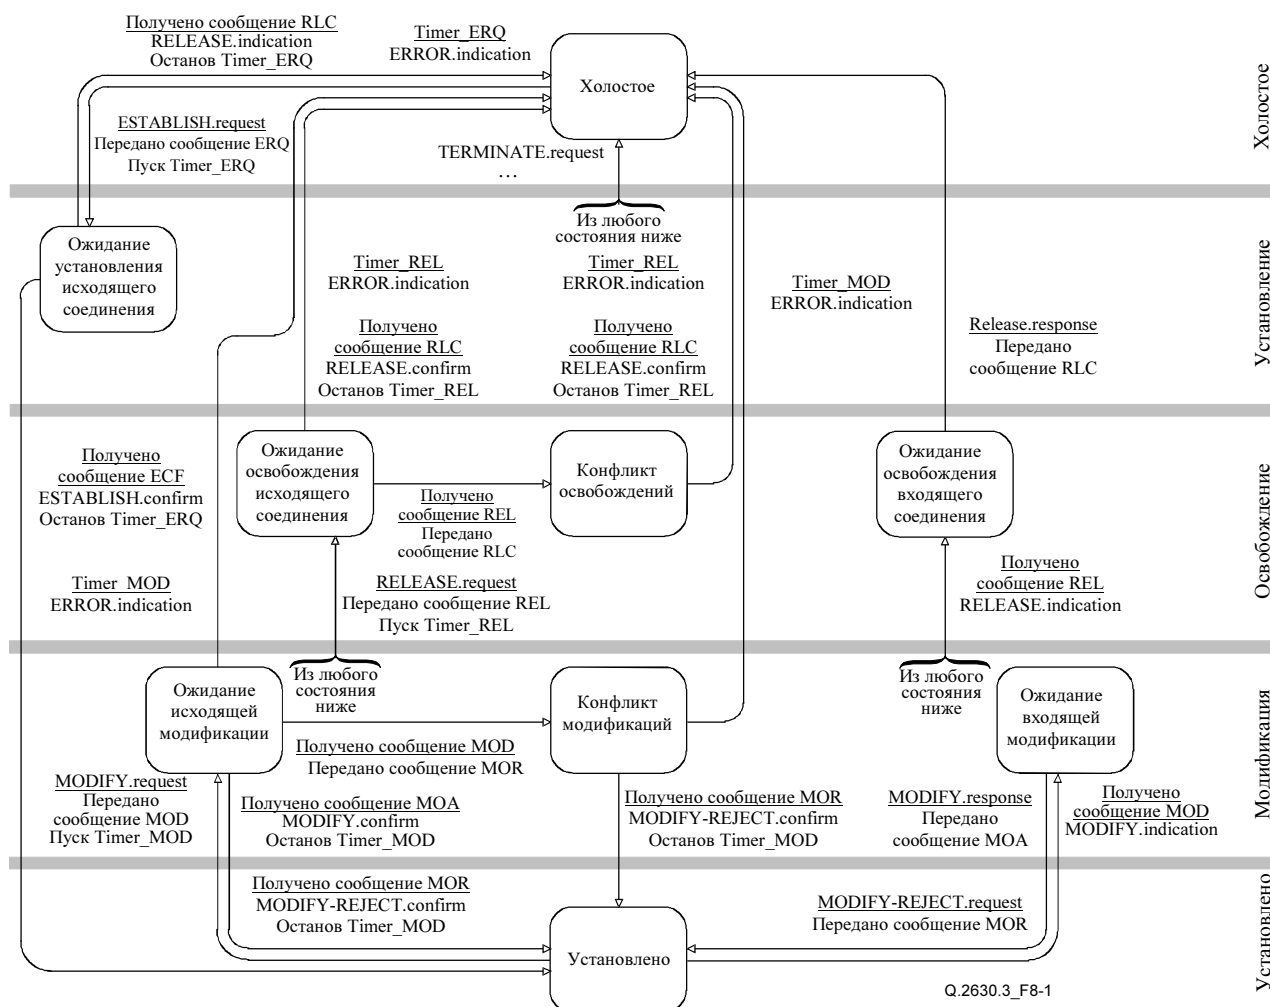 Получено сообщение RLC
RELEASE.indication
Останов Timer_ERQ
Timer_ERQ
ERROR.indication
Холостое
Холостое
ESTABLISH.request
Передано сообщение ERQ
Пуск Timer_ERQ
TERMINATE.request
…
Из любого
состояния ниже
Ожидание
установления
исходящего
соединения
Timer_REL
ERROR.indication
Получено
сообщение RLC
RELEASE.confirm
Останов Timer_REL
Timer_REL
ERROR.indication
Получено
сообщение RLC
RELEASE.confirm
Останов Timer_REL
Timer_MOD
ERROR.indication
Release.response
Передано
сообщение RLC
Установление
Получено
сообщение ECF
ESTABLISH.confirm
Останов Timer_ERQ
Ожидание
освобождения
исходящего
соединения
Конфликт
освобождений
Ожидание
освобождения
входящего
соединения
Получено
сообщение REL
Передано
сообщение RLC
Timer_MOD
ERROR.indication
RELEASE.request
Передано сообщение REL
Пуск Timer_REL
Получено
сообщение REL
RELEASE.indication
Освобождение
Ожидание
исходящей
модификации
Из любого
состояния
ниже
Конфликт
модификаций
Из любого
состояния
ниже
Ожидание
входящей
модификации
Получено сообщение MOD
Передано сообщение MOR
MODIFY.request
Передано
сообщение MOD
Пуск Timer_MOD
Получено сообщение MOA
MODIFY.confirm
Останов Timer_MOD
Получено сообщение MOR
MODIFY-REJECT.confirm
Останов Timer_MOD
MODIFY.response
Передано
сообщение MOA
Получено
сообщение MOD
MODIFY.indication
Модификация
Получено сообщение MOR
MODIFY-REJECT.confirm
Останов Timer_MOD
Установлено
MODIFY-REJECT.request
Передано сообщение MOR
Установлено
Q.2630.3_F8-1